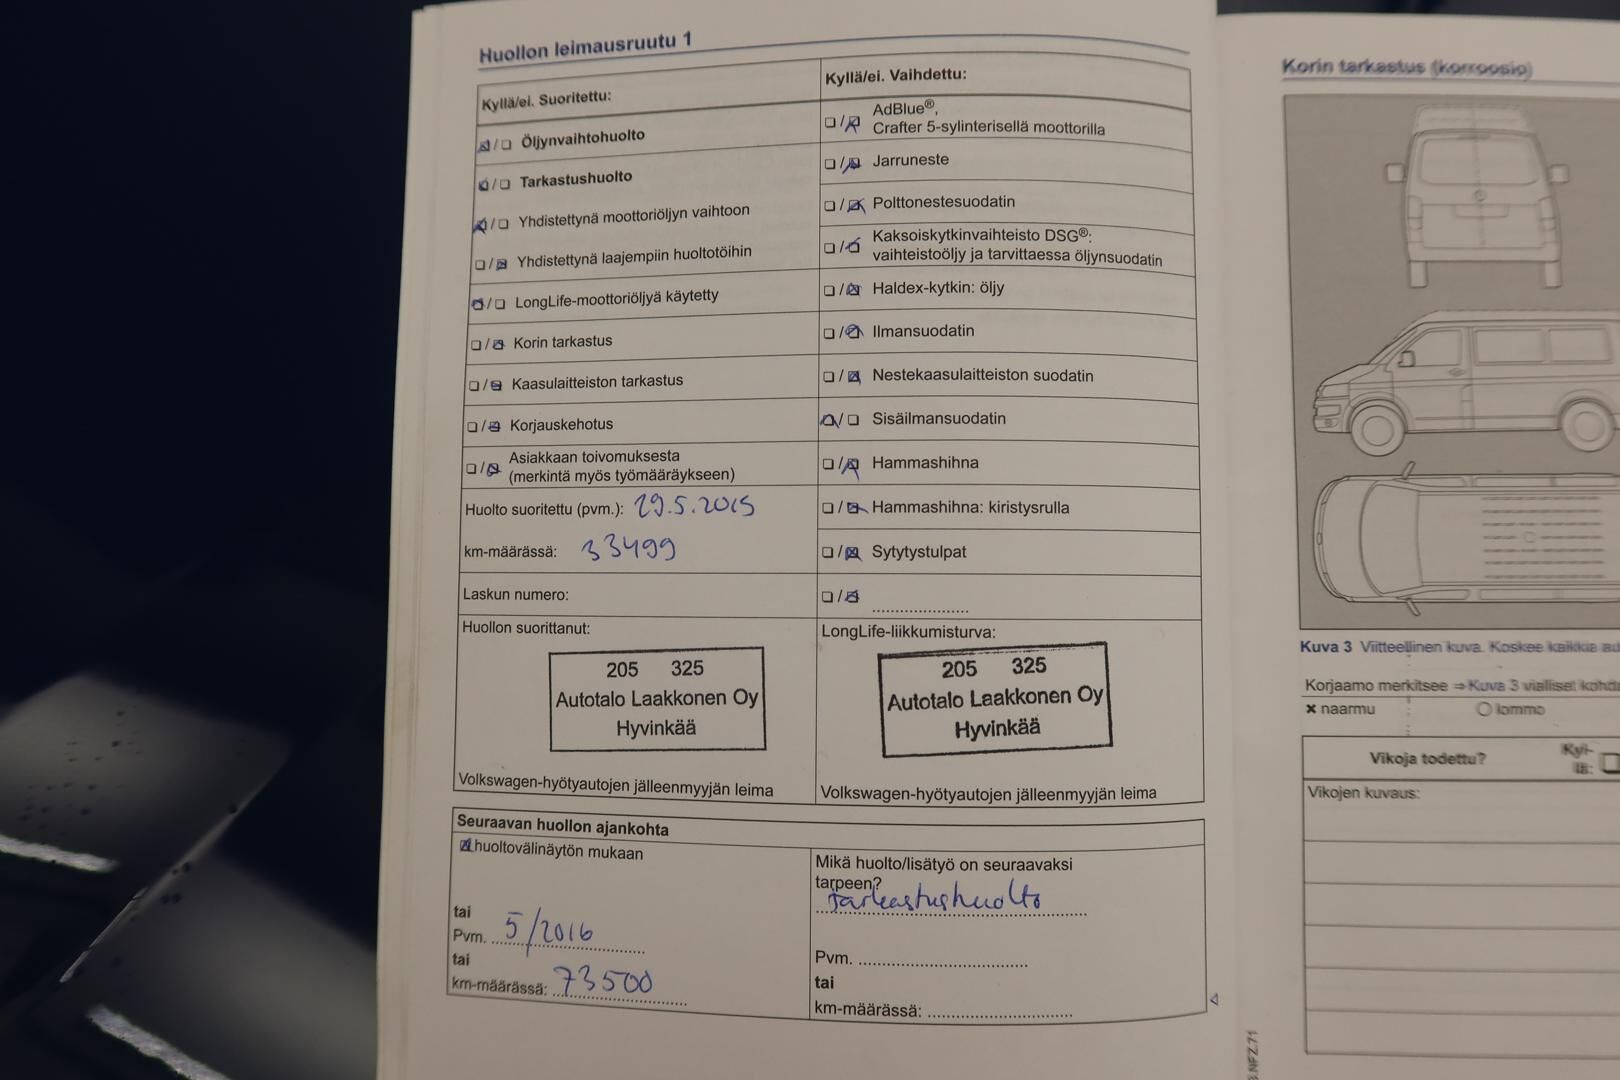 Huollon leimausruutu 1
Kyllä/ei. Suoritettu:
Öljynvaihtohuolto
Tarkastushuolto
Yhdistettynä moottoriöljyn vaihtoon
Yhdistettynä laajempiin huoltotöihin
LongLife-moottoriöljyä käytetty
Korin tarkastus
Kaasulaitteiston tarkastus
Korjauskehotus
Asiakkaan toivomuksesta
(merkintä myös työmääräykseen)
Huolto suoritettu (pvm.): 29.5.2015
km-määrässä: 33499
Laskun numero:
Huollon suorittanut:
205 325
Autotalo Laakkonen Oy
Hyvinkää
Volkswagen-hyötyautojen jälleenmyyjän leima
Kyllä/ei. Vaihdettu:
AdBlue®,
Crafter 5-sylinterisellä moottorilla
Jarruneste
Polttonestesuodatin
Kaksoiskytkinvaihteisto DSG®:
vaihteistoöljy ja tarvittaessa öljynsuodatin
Haldex-kytkin: öljy
Ilmansuodatin
Nestekaasulaitteiston suodatin
Sisäilmansuodatin
Hammashihna
Hammashihna: kiristysrulla
Sytytystulpat
LongLife-liikkumisturva:
205 325
Autotalo Laakkonen Oy
Hyvinkää
Volkswagen-hyötyautojen jälleenmyyjän leima
Seuraavan huollon ajankohta
huoltovälinäytön mukaan
tai
Pvm. 5/2016
tai
km-määrässä: 73500
Mikä huolto/lisätyö on seuraavaksi
tarpeen?
Tarkastushuolto
Pvm.
tai
km-määrässä:
Korin tarkastus (korroosio)
Kuva 3 Viitteellinen kuva. Koskee kaikkia
Korjaamo merkitsee ⇒ Kuva 3 vialliset
naarmu
lommo
Vikoja todettu?
Kyl-
lä:
Vikojen kuvaus:
.NFZ.71